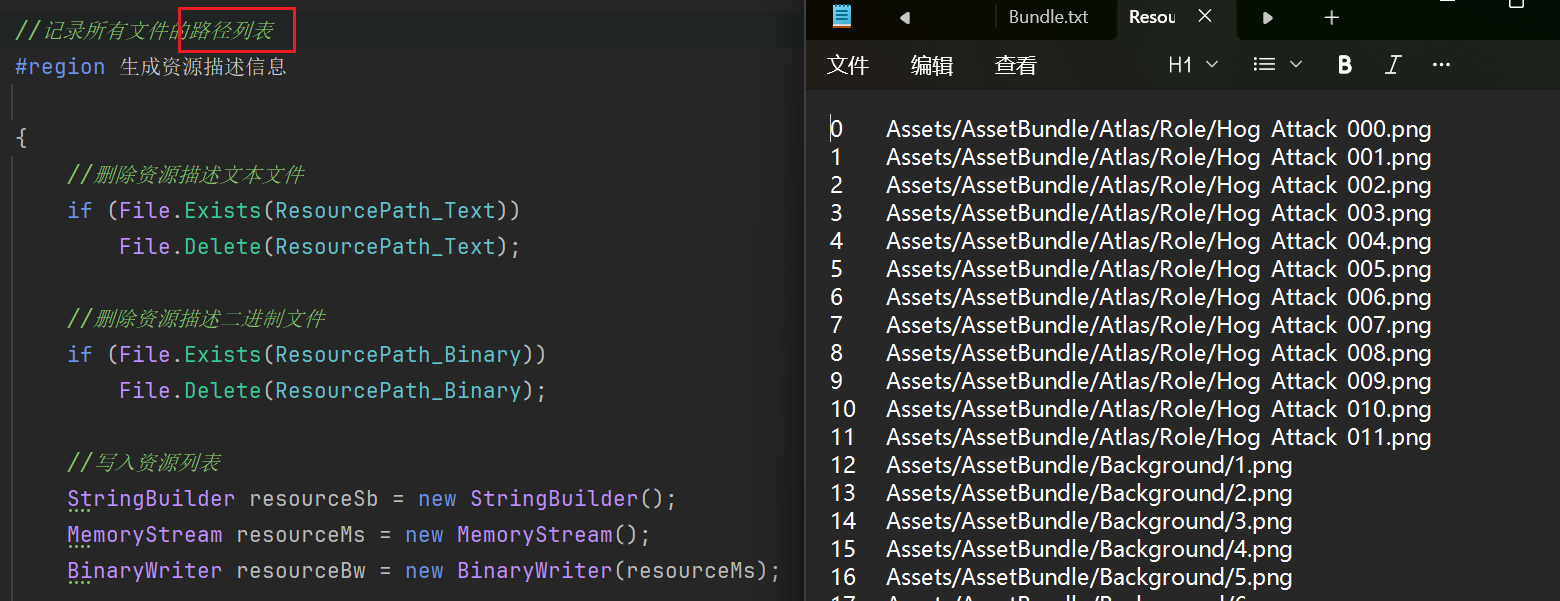 //记录所有文件的路径列表
#region 生成资源描述信息
{
//删除资源描述文本文件
if (File.Exists(ResourcePath_Text))
File.Delete(ResourcePath_Text);
//删除资源描述二进制文件
if (File.Exists(ResourcePath_Binary))
File.Delete(ResourcePath_Binary);
//写入资源列表
StringBuilder resourceSb = new StringBuilder();
MemoryStream resourceMs = new MemoryStream();
BinaryWriter resourceBw = new BinaryWriter(resourceMs);
Bundle.txt
Resou
文件 编辑 查看 H1 B I ...
0 Assets/AssetBundle/Atlas/Role/Hog Attack 000.png
1 Assets/AssetBundle/Atlas/Role/Hog Attack 001.png
2 Assets/AssetBundle/Atlas/Role/Hog Attack 002.png
3 Assets/AssetBundle/Atlas/Role/Hog Attack 003.png
4 Assets/AssetBundle/Atlas/Role/Hog Attack 004.png
5 Assets/AssetBundle/Atlas/Role/Hog Attack 005.png
6 Assets/AssetBundle/Atlas/Role/Hog Attack 006.png
7 Assets/AssetBundle/Atlas/Role/Hog Attack 007.png
8 Assets/AssetBundle/Atlas/Role/Hog Attack 008.png
9 Assets/AssetBundle/Atlas/Role/Hog Attack 009.png
10 Assets/AssetBundle/Atlas/Role/Hog Attack 010.png
11 Assets/AssetBundle/Atlas/Role/Hog Attack 011.png
12 Assets/AssetBundle/Background/1.png
13 Assets/AssetBundle/Background/2.png
14 Assets/AssetBundle/Background/3.png
15 Assets/AssetBundle/Background/4.png
16 Assets/AssetBundle/Background/5.png